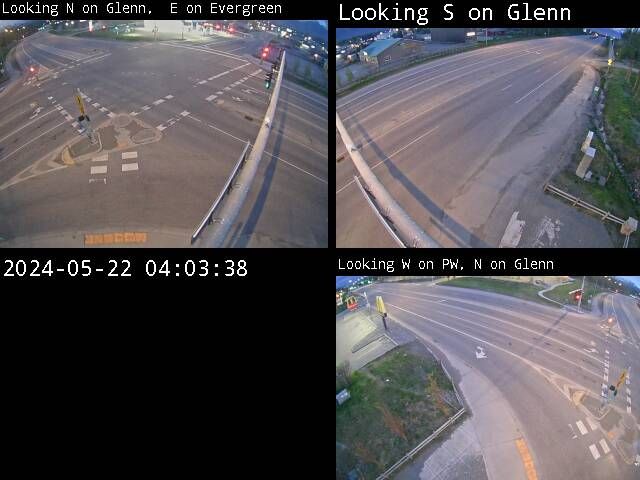 Looking N on Glenn, E on Evergreen
Looking S on Glenn
2024-05-22 04:03:38
Looking W on PW, N on Glenn